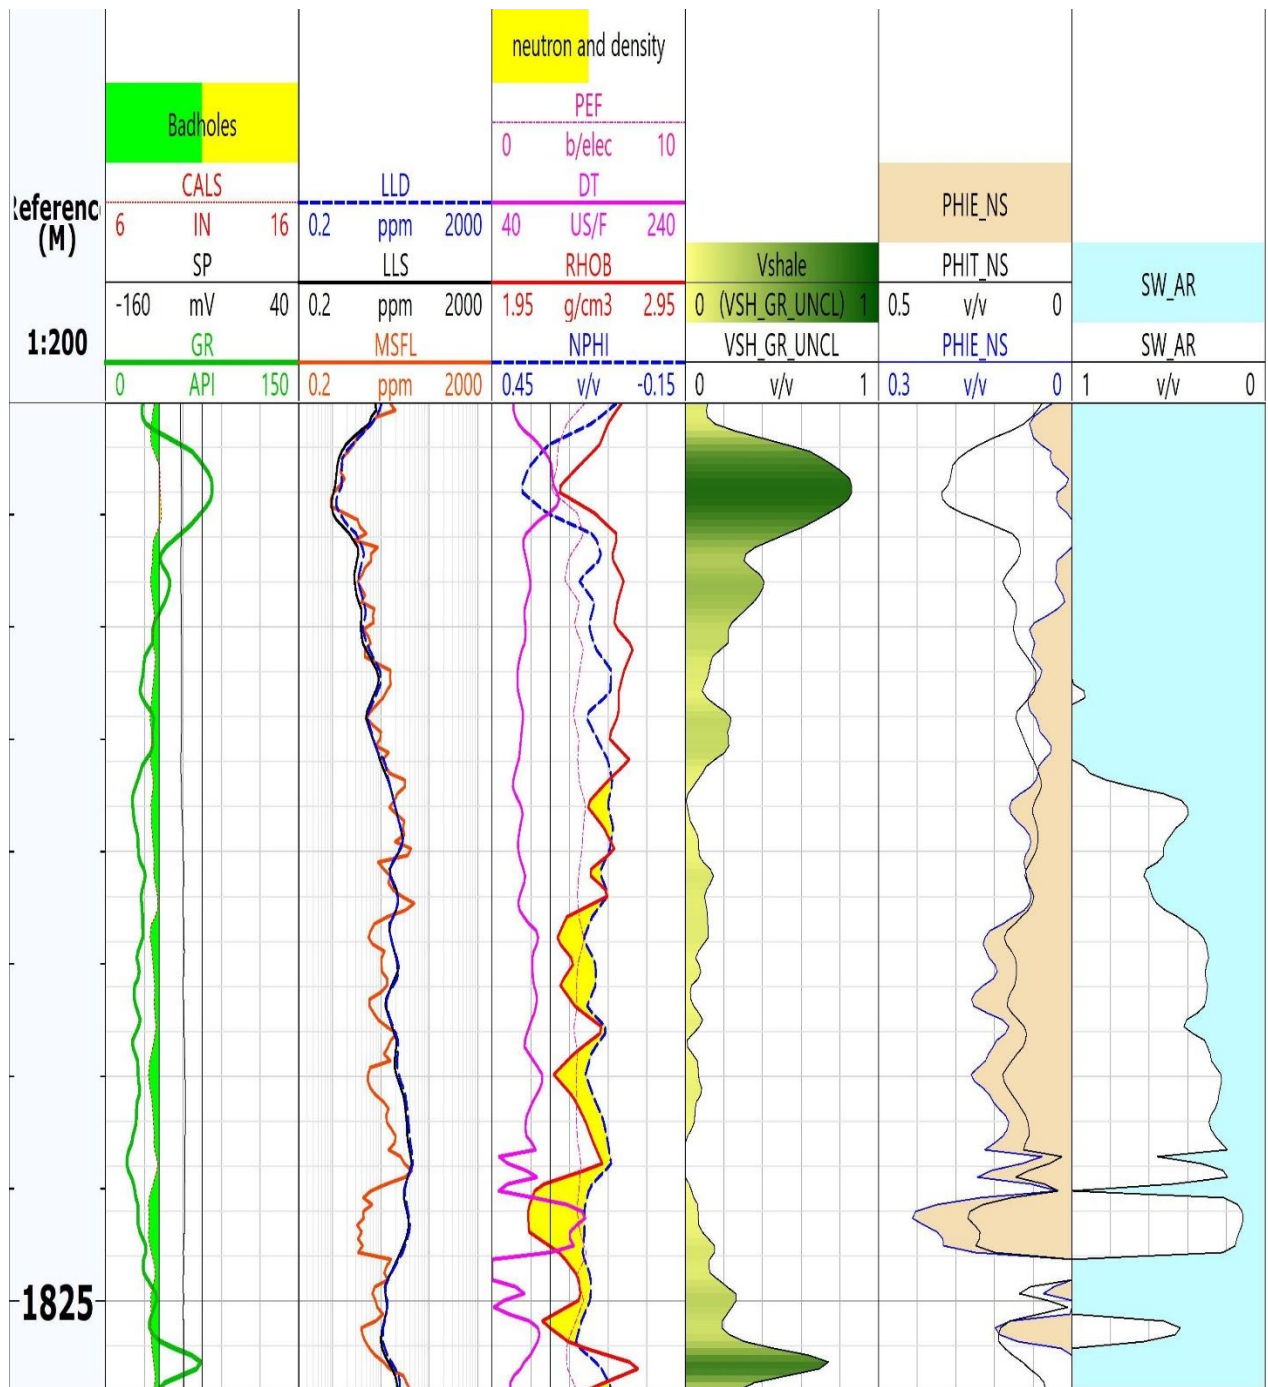 neutron and density
Badholes
PEF
0 b/elec 10
CALS
LLD
DT
PHIE_NS
6 IN 16
0.2 ppm 2000
40 US/F 240
(M)
SP
LLS
RHOB
Vshale
PHIT_NS
SW_AR
-160 mV 40
0.2 ppm 2000
1.95 g/cm3 2.95
0 (VSH_GR_UNCL) 1
0.5 v/v 0
1:200
GR
MSFL
NPHI
VSH_GR_UNCL
PHIE_NS
SW_AR
0 API 150
0.2 ppm 2000
0.45 v/v -0.15
0 v/v 1
0.3 v/v 0
1 v/v 0
1825